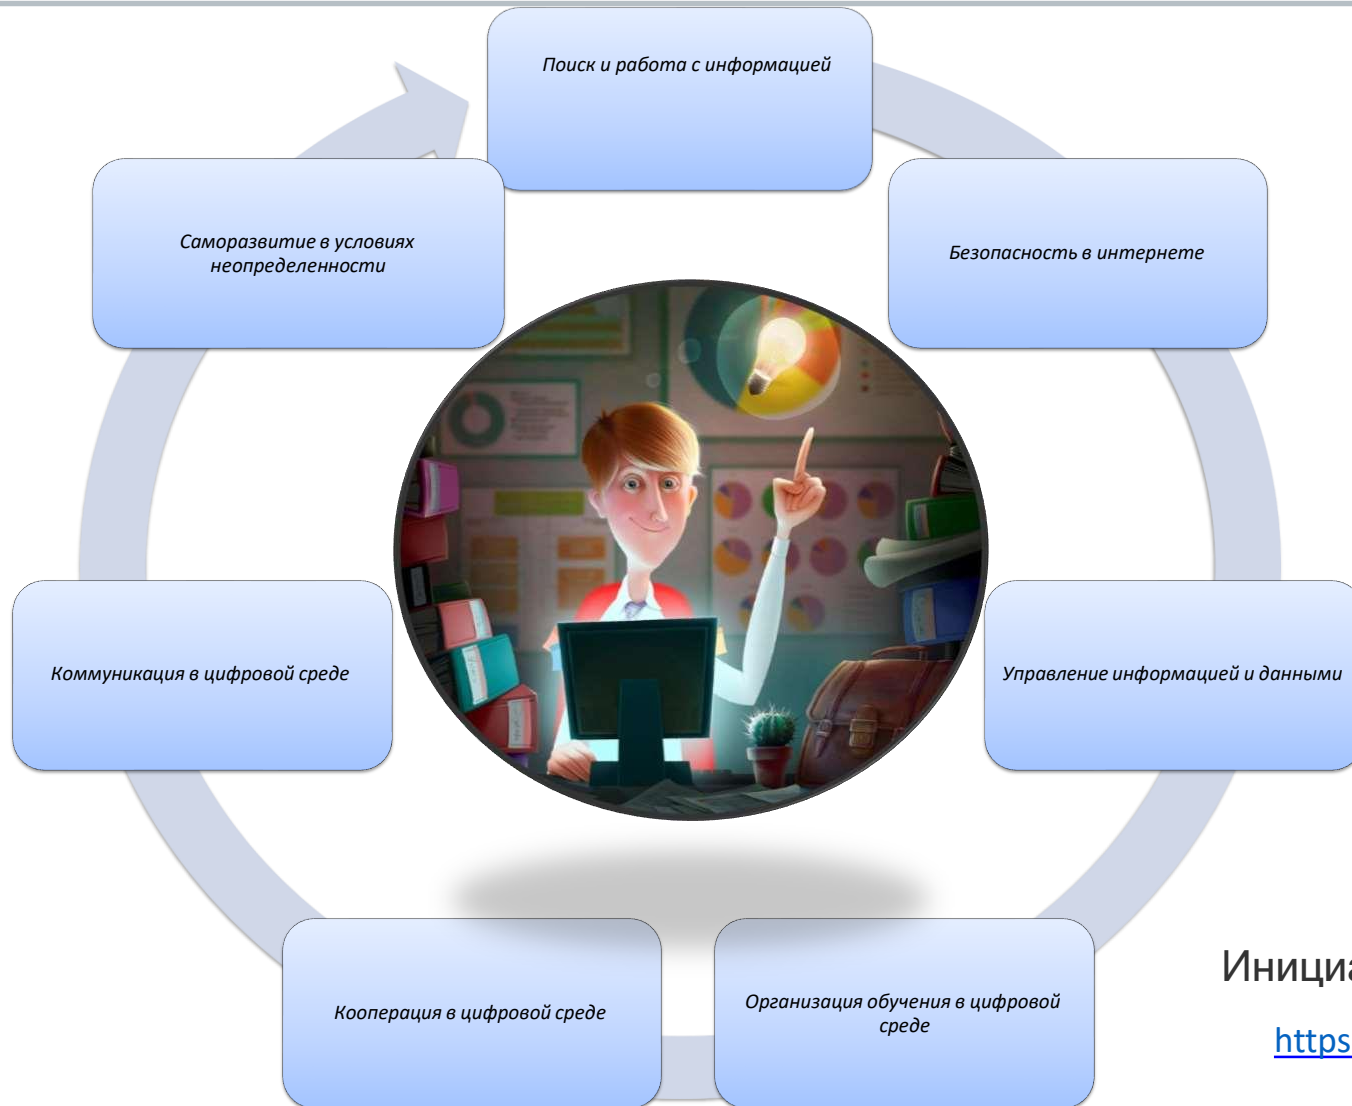 Поиск и работа с информацией
Безопасность в интернете
Управление информацией и данными
Организация обучения в цифровой
среде
Кооперация в цифровой среде
Коммуникация в цифровой среде
Саморазвитие в условиях
неопределенности
https